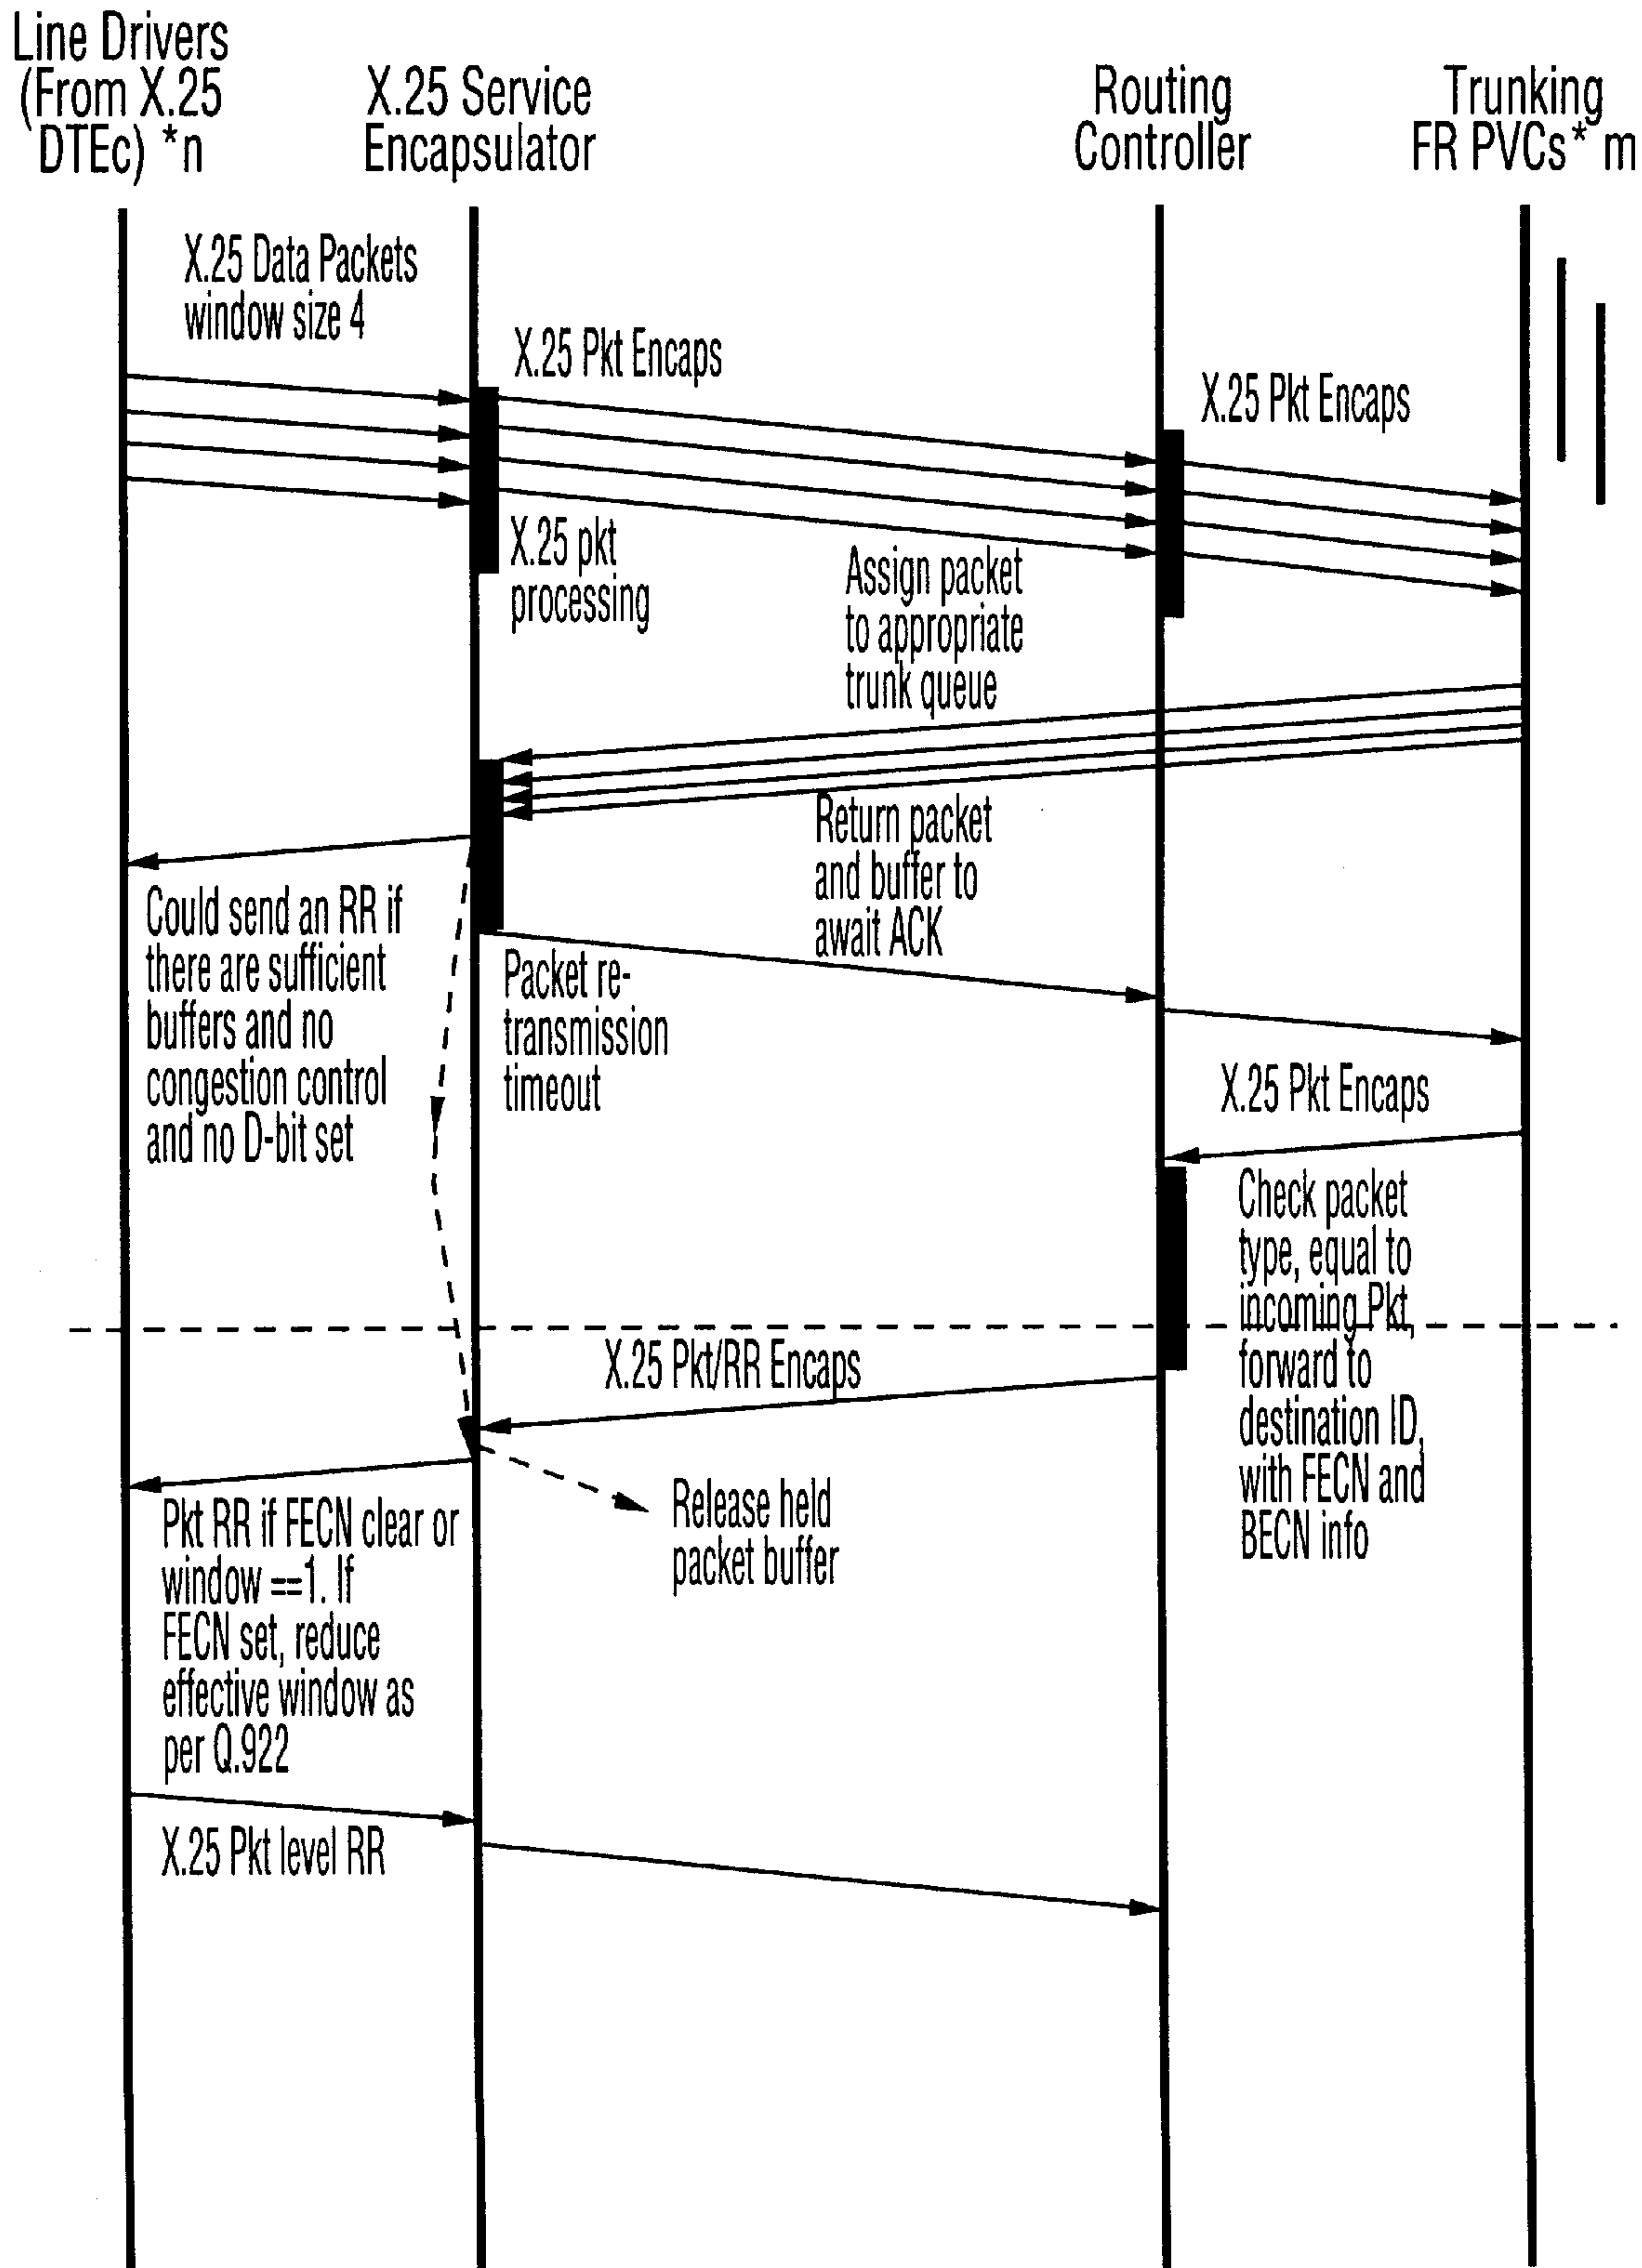 Line Drivers
(From X.25
DTEc) *n
X.25 Service
Encapsulator
Routing
Controller
Trunking
FR PVCs* m
X.25 Data Packets
window size 4
X.25 Pkt Encaps
X.25 Pkt Encaps
X.25 pkt
processing
Assign packet
to appropriate
trunk queue
Return packet
and buffer to
await ACK
Could send an RR if
there are sufficient
buffers and no
congestion control
and no D-bit set
Packet re-
transmission
timeout
X.25 Pkt Encaps
Check packet
type, equal to
incoming Pkt,
forward to
destination ID,
with FECN and
BECN info
X.25 Pkt/RR Encaps
Release held
packet buffer
Pkt RR if FECN clear or
window ==1. If
FECN set, reduce
effective window as
per Q.922
X.25 Pkt level RR